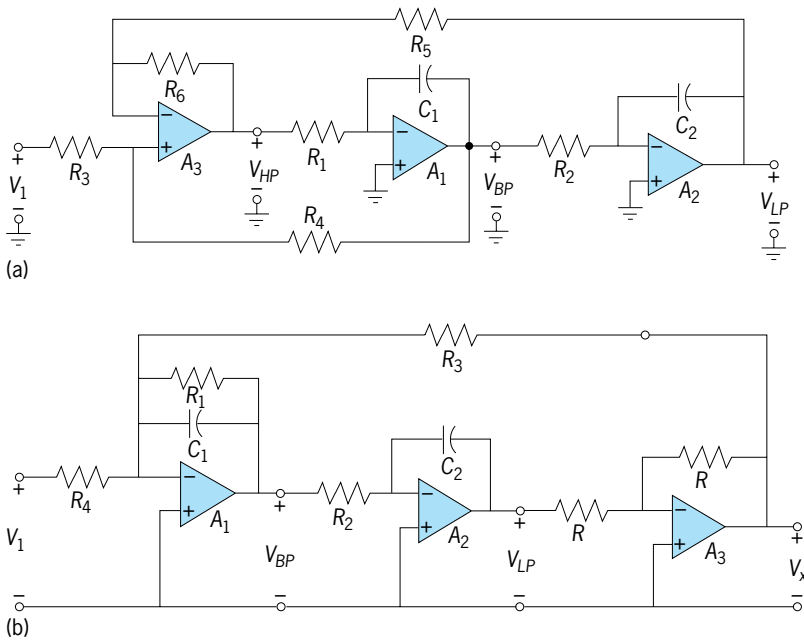 R5
R6
C1
C2
− 
+
A3
R3
V1
VHP
R1
−
+
A1
VBP
R2
−
+
A2
VLP
R4
+
−
+
−
+
−
+
−
(a)
R3
R1
C1
C2
R
R4
−
+
A1
R2
−
+
A2
R
−
+
A3
V1
VBP
VLP
Vx
+
−
+
−
+
−
+
−
(b)